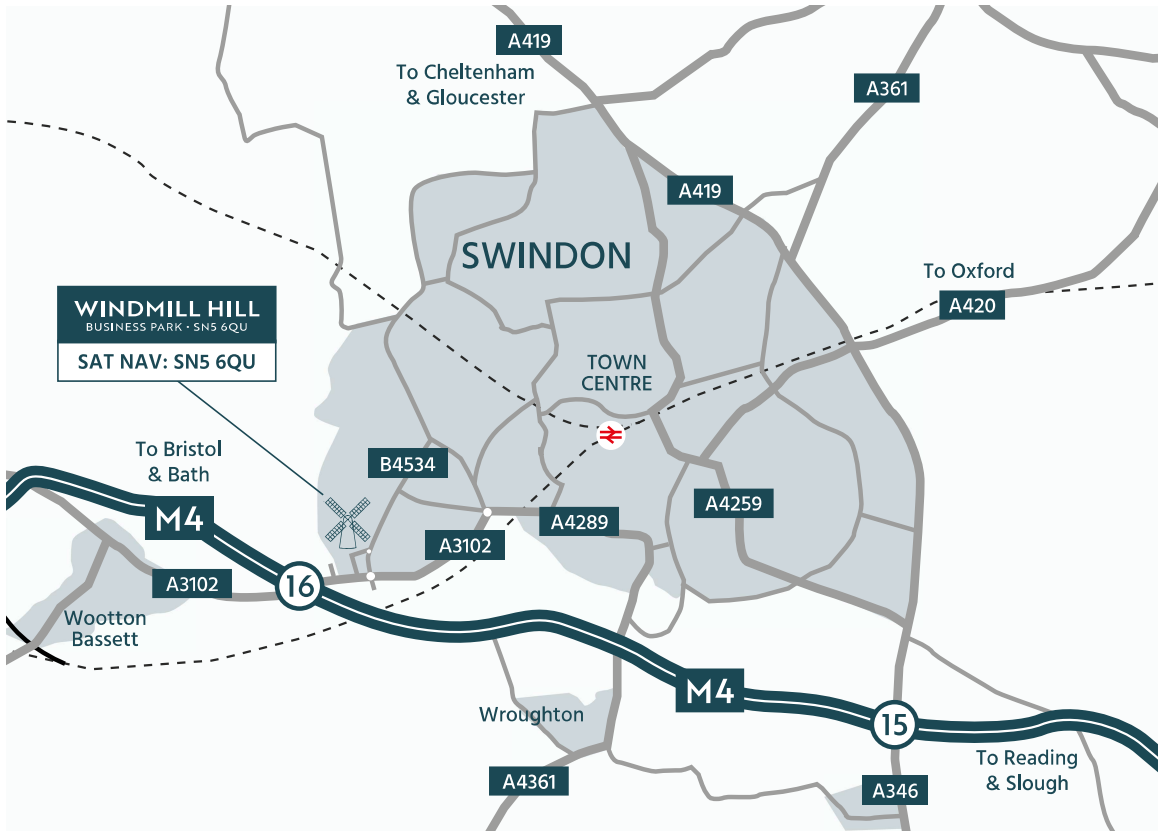 A419
To Cheltenham
& Gloucester
A361
A419
SWINDON
To Oxford
A420
WINDMILL HILL
BUSINESS PARK • SN5 6QU
SAT NAV: SN5 6QU
TOWN
CENTRE
To Bristol
& Bath
B4534
M4
A4259
A4289
A3102
A3102
16
Wootton
Bassett
M4
Wroughton
15
To Reading
& Slough
A4361
A346